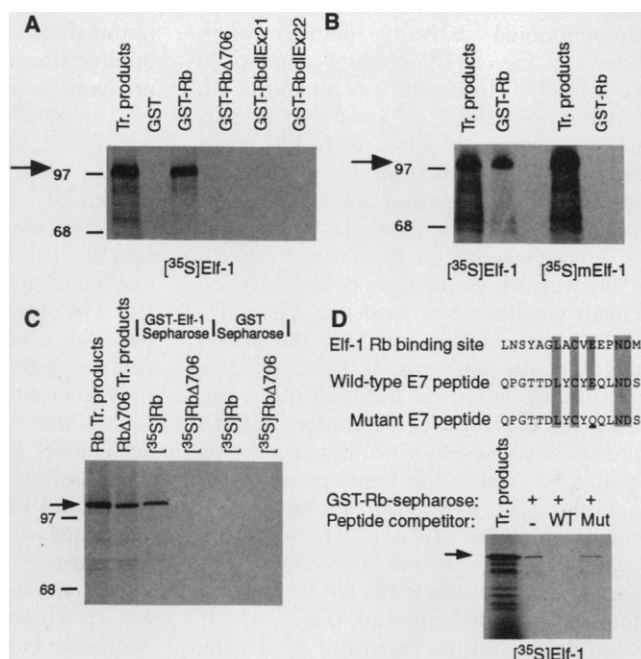 A
Tr. products
GST
GST-Rb
GST-RbΔ706
GST-RbdlEx21
GST-RbdlEx22
97
68
[35S]Elf-1
B
Tr. products
GST-Rb
Tr. products
GST-Rb
97
68
[35S]Elf-1 [35S]mElf-1
C
GST-Elf-1 Sepharose
GST Sepharose
Rb Tr. products
RbΔ706 Tr. products
[35S]Rb
[35S]RbΔ706
[35S]Rb
[35S]RbΔ706
97
68
D
Elf-1 Rb binding site LNSYAGLACVEEPNDM
Wild-type E7 peptide QPGTTDLYCYEQLNDS
Mutant E7 peptide QPGTTDLYCYQQLNDS
Tr. products
GST-Rb-sepharose: + + +
Peptide competitor: - WT Mut
[35S]Elf-1